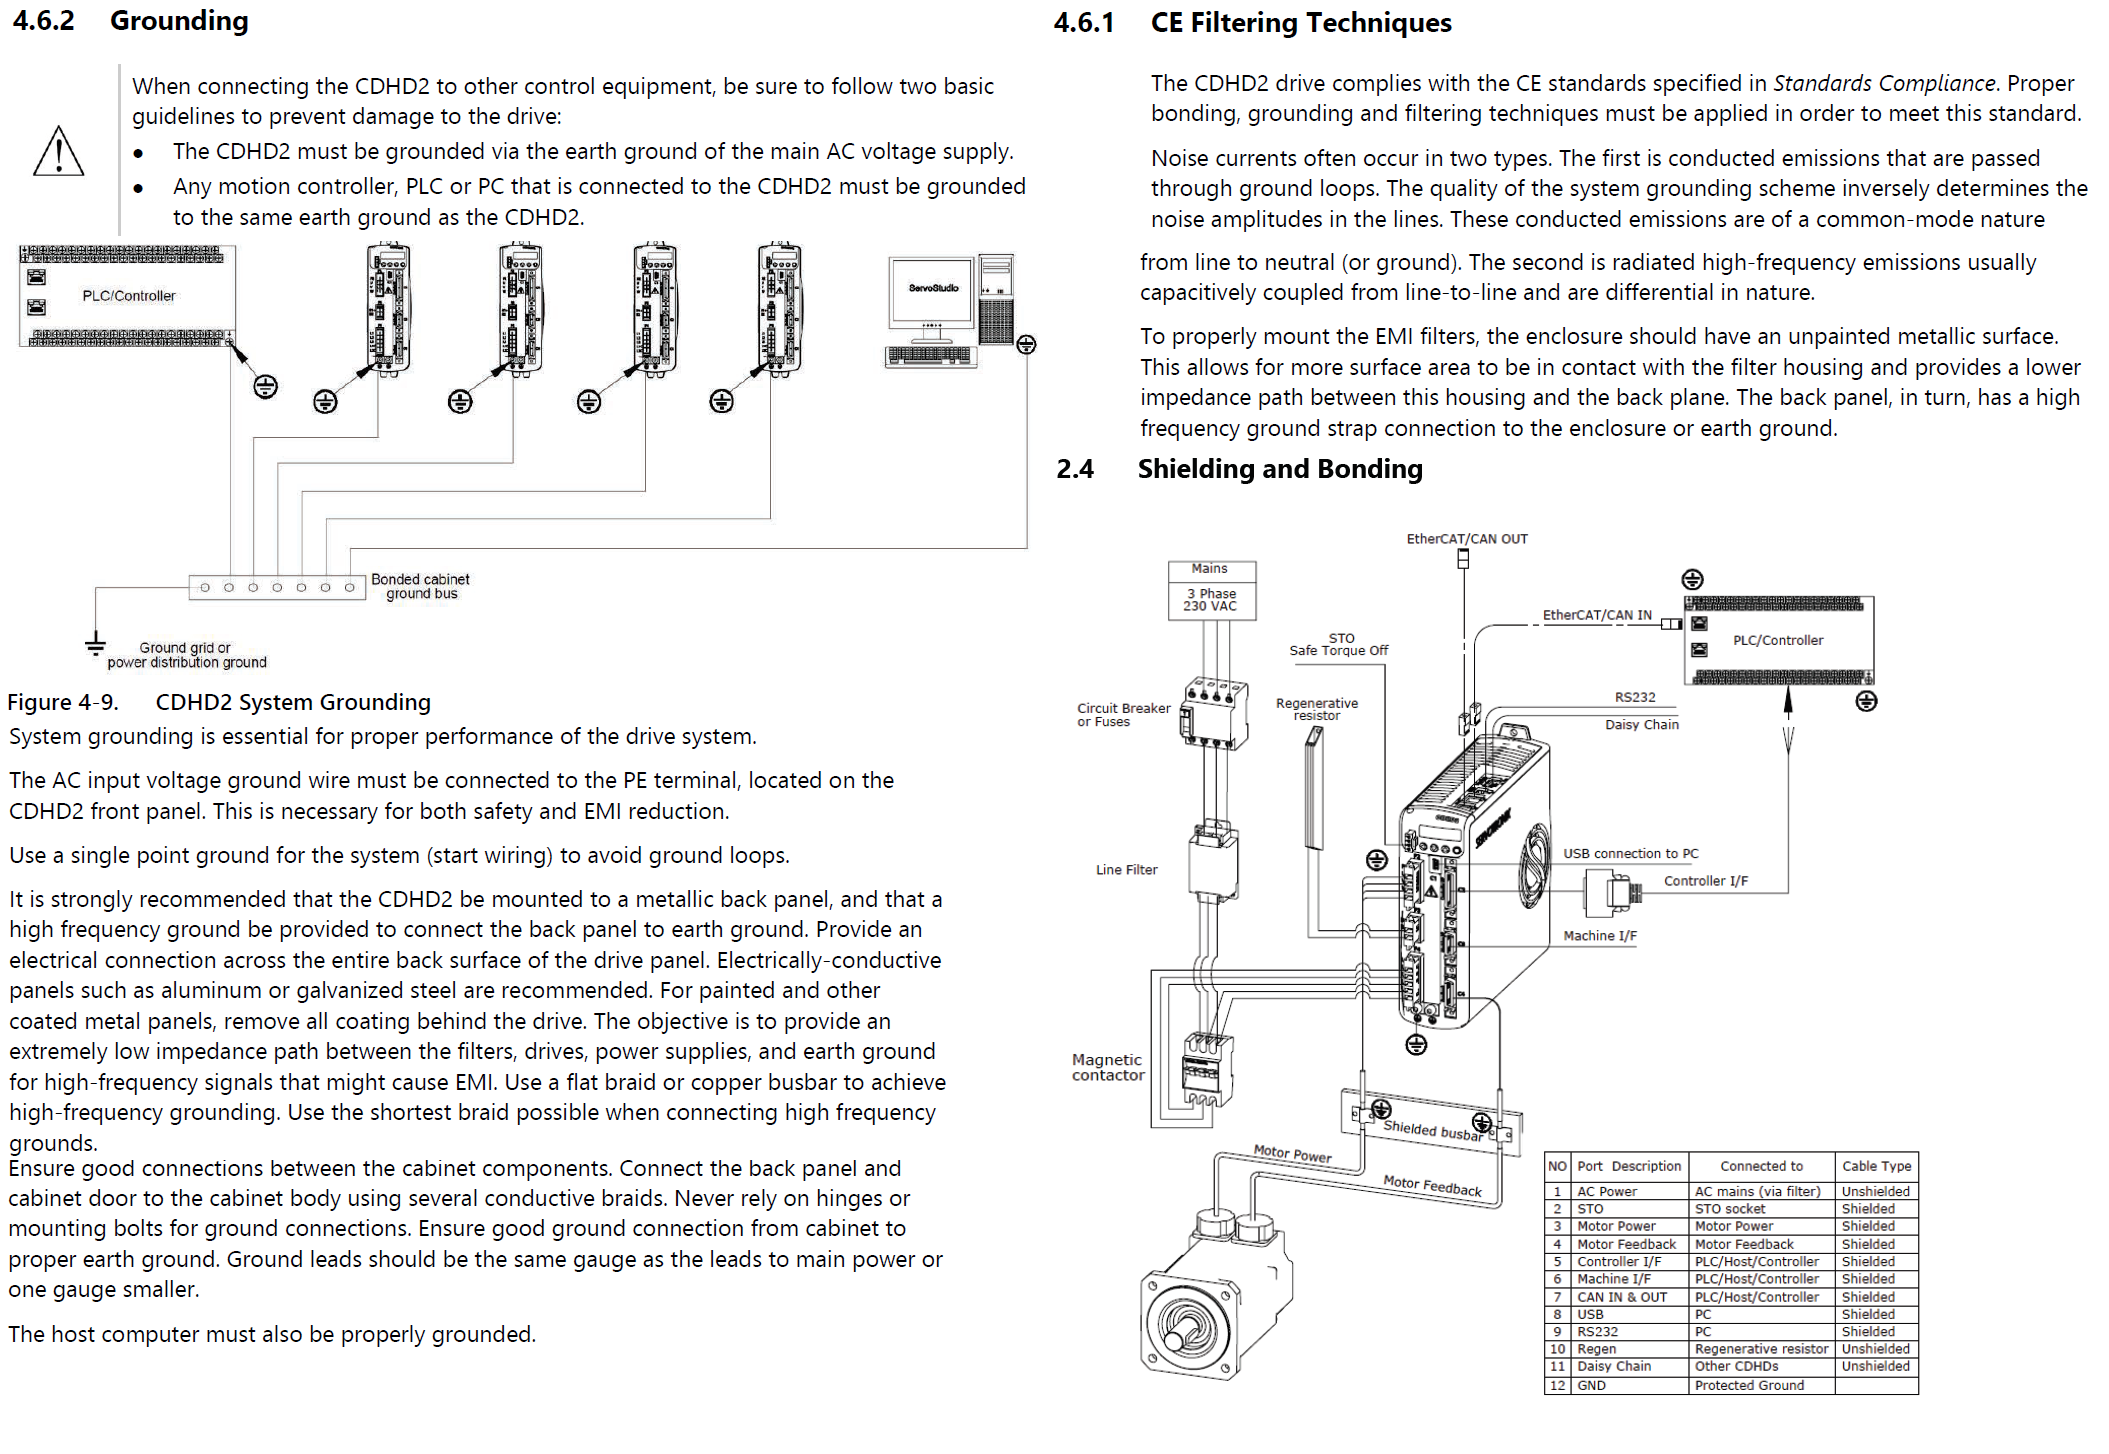 4.6.2 Grounding
When connecting the CDHD2 to other control equipment, be sure to follow two basic
guidelines to prevent damage to the drive:
● The CDHD2 must be grounded via the earth ground of the main AC voltage supply.
● Any motion controller, PLC or PC that is connected to the CDHD2 must be grounded
to the same earth ground as the CDHD2.
PLC/Controller
ServoStudio
Bonded cabinet
ground bus
Ground grid or
power distribution ground
Figure 4-9. CDHD2 System Grounding
System grounding is essential for proper performance of the drive system.
The AC input voltage ground wire must be connected to the PE terminal, located on the
CDHD2 front panel. This is necessary for both safety and EMI reduction.
Use a single point ground for the system (start wiring) to avoid ground loops.
It is strongly recommended that the CDHD2 be mounted to a metallic back panel, and that a
high frequency ground be provided to connect the back panel to earth ground. Provide an
electrical connection across the entire back surface of the drive panel. Electrically-conductive
panels such as aluminum or galvanized steel are recommended. For painted and other
coated metal panels, remove all coating behind the drive. The objective is to provide an
extremely low impedance path between the filters, drives, power supplies, and earth ground
for high-frequency signals that might cause EMI. Use a flat braid or copper busbar to achieve
high-frequency grounding. Use the shortest braid possible when connecting high frequency
grounds.
Ensure good connections between the cabinet components. Connect the back panel and
cabinet door to the cabinet body using several conductive braids. Never rely on hinges or
mounting bolts for ground connections. Ensure good ground connection from cabinet to
proper earth ground. Ground leads should be the same gauge as the leads to main power or
one gauge smaller.
The host computer must also be properly grounded.
4.6.1 CE Filtering Techniques
The CDHD2 drive complies with the CE standards specified in Standards Compliance. Proper
bonding, grounding and filtering techniques must be applied in order to meet this standard.
Noise currents often occur in two types. The first is conducted emissions that are passed
through ground loops. The quality of the system grounding scheme inversely determines the
noise amplitudes in the lines. These conducted emissions are of a common-mode nature
from line to neutral (or ground). The second is radiated high-frequency emissions usually
capacitively coupled from line-to-line and are differential in nature.
To properly mount the EMI filters, the enclosure should have an unpainted metallic surface.
This allows for more surface area to be in contact with the filter housing and provides a lower
impedance path between this housing and the back plane. The back panel, in turn, has a high
frequency ground strap connection to the enclosure or earth ground.
2.4 Shielding and Bonding
EtherCAT/CAN OUT
Mains
3 Phase
230 VAC
EtherCAT/CAN IN
PLC/Controller
STO
Safe Torque Off
RS232
Daisy Chain
Circuit Breaker
or Fuses
Regenerative
resistor
SERVOTRONIX
Line Filter
USB connection to PC
Controller I/F
Machine I/F
Magnetic
contactor
Shielded busbar
Motor Power
Motor Feedback
NO Port Description Connected to Cable Type
1 AC Power AC mains (via filter) Unshielded
2 STO STO socket Shielded
3 Motor Power Motor Power Shielded
4 Motor Feedback Motor Feedback Shielded
5 Controller I/F PLC/Host/Controller Shielded
6 Machine I/F PLC/Host/Controller Shielded
7 CAN IN & OUT PLC/Host/Controller Shielded
8 USB PC Shielded
9 RS232 PC Shielded
10 Regen Regenerative resistor Unshielded
11 Daisy Chain Other CDHDs Unshielded
12 GND Protected Ground